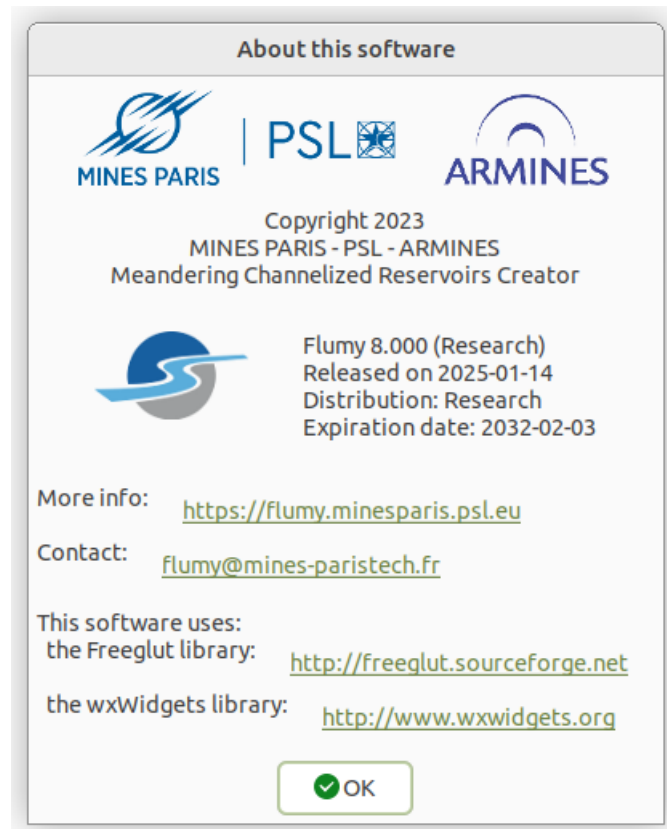 About this software
MINES PARIS
PSL
ARMINES
Copyright 2023
MINES PARIS - PSL - ARMINES
Meandering Channelized Reservoirs Creator
Flumy 8.000 (Research)
Released on 2025-01-14
Distribution: Research
Expiration date: 2032-02-03
More info: https://flumy.minesparis.psl.eu
Contact: flumy@mines-paristech.fr
This software uses:
the Freeglut library: http://freeglut.sourceforge.net
the wxWidgets library: http://www.wxwidgets.org
OK